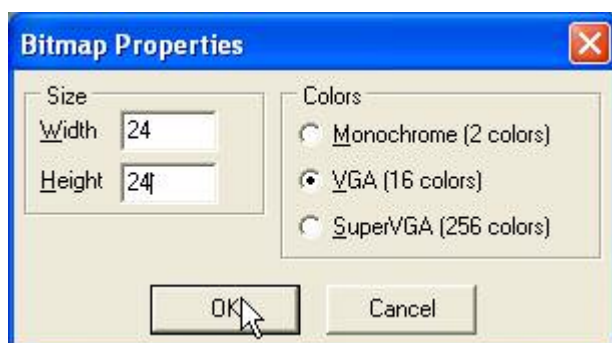 Bitmap Properties
Size
Width 24
Height 24
Colors
Monochrome (2 colors)
VGA (16 colors)
SuperVGA (256 colors)
OK
Cancel